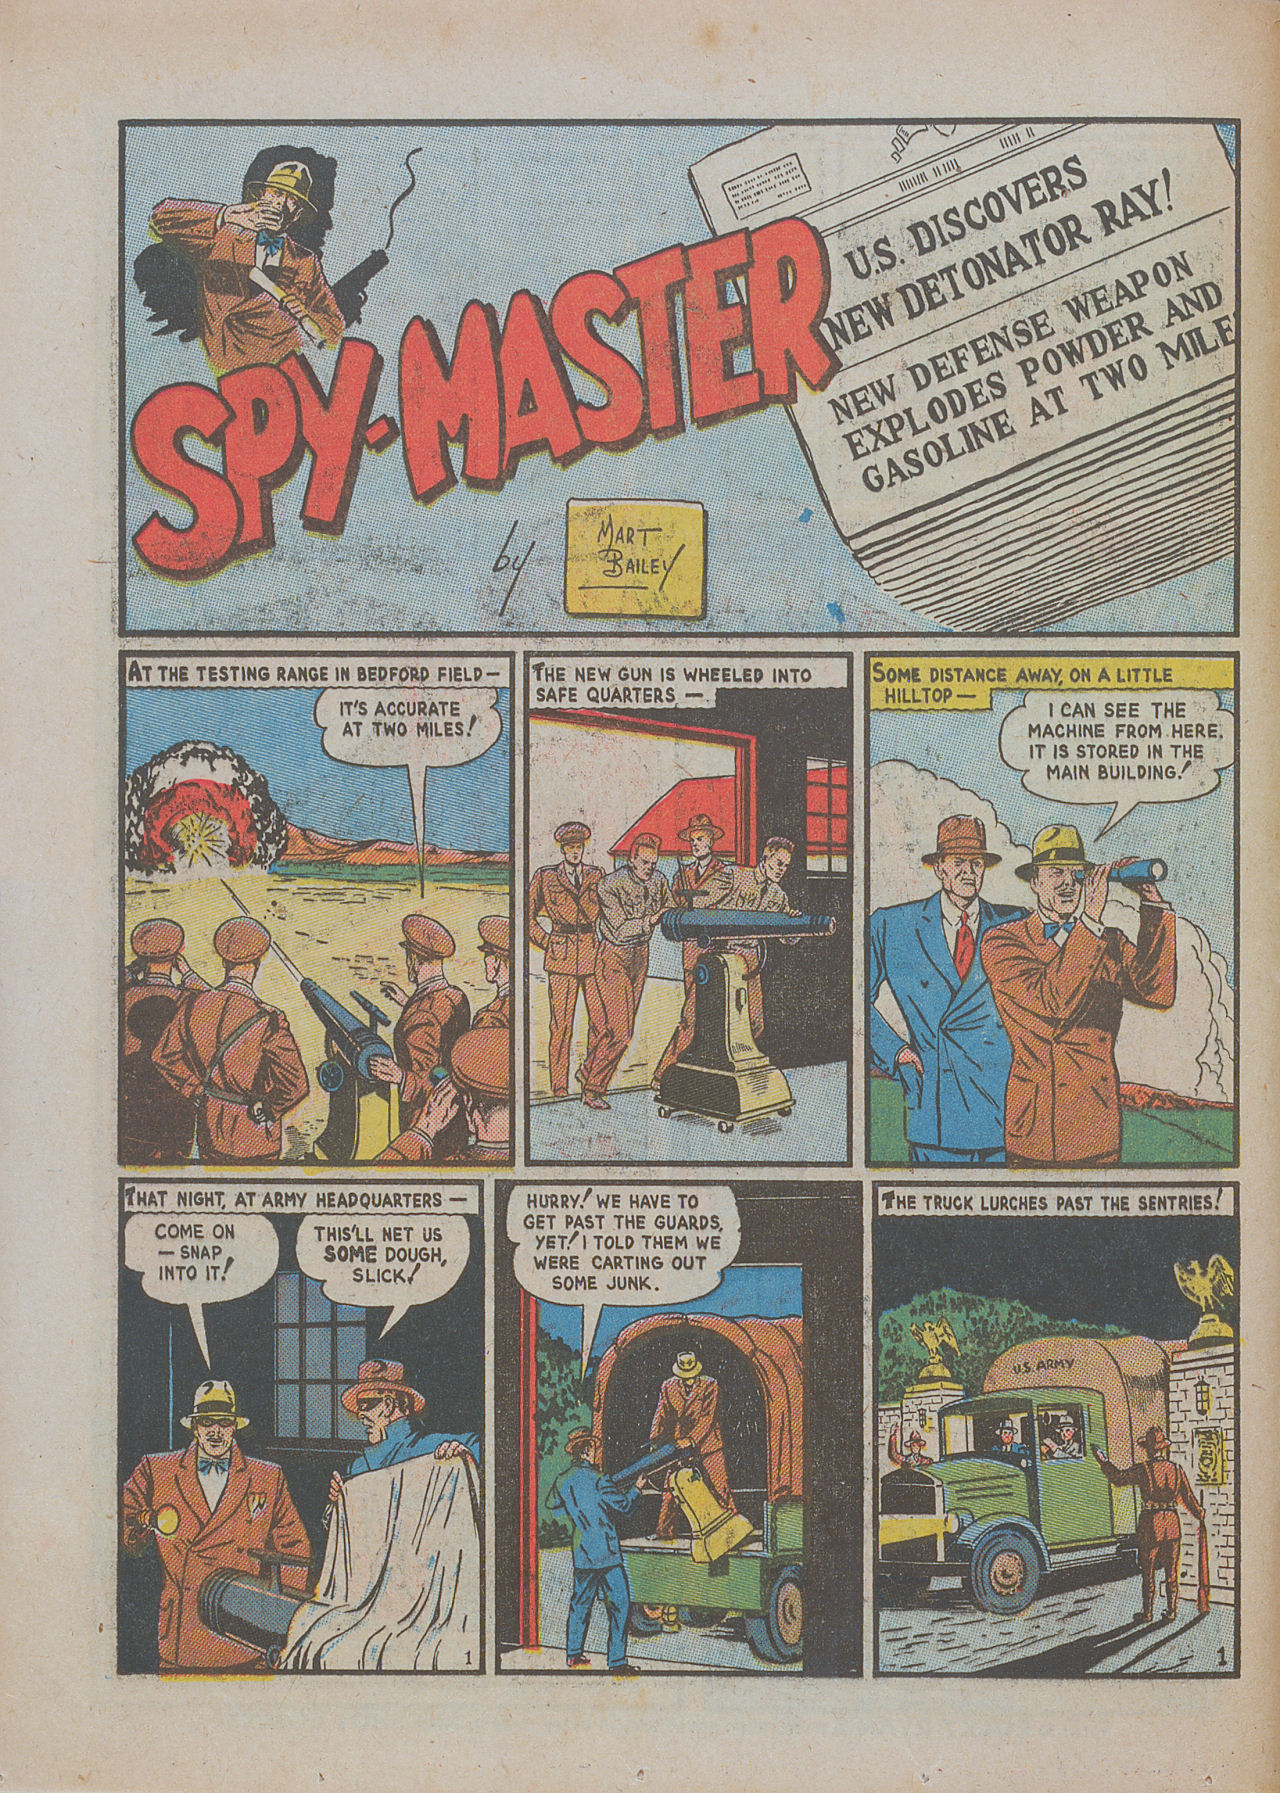 U.S. DISCOVERS
NEW DETONATOR RAY!
NEW DEFENSE WEAPON
EXPLODES POWDER AND
GASOLINE AT TWO MILE
SPY-MASTER
by
MART
BAILEY
AT THE TESTING RANGE IN BEDFORD FIELD—
IT'S ACCURATE
AT TWO MILES!
THE NEW GUN IS WHEELED INTO
SAFE QUARTERS —
SOME DISTANCE AWAY, ON A LITTLE
HILLTOP —
I CAN SEE THE
MACHINE FROM HERE.
IT IS STORED IN THE
MAIN BUILDING!
THAT NIGHT, AT ARMY HEADQUARTERS —
COME ON
— SNAP
INTO IT!
THIS'LL NET US
SOME DOUGH,
SLICK!
1
HURRY! WE HAVE TO
GET PAST THE GUARDS,
YET! I TOLD THEM WE
WERE CARTING OUT
SOME JUNK.
THE TRUCK LURCHES PAST THE SENTRIES!
U.S. ARMY
1